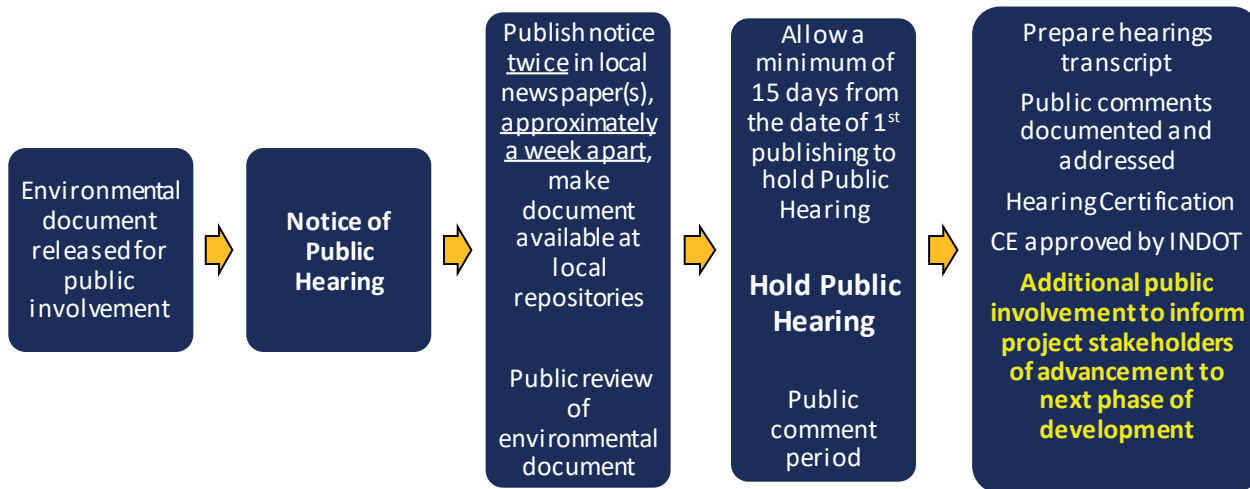 Environmental
document
released for
public
involvement
Notice of
Public
Hearing
Publish notice
twice in local
news paper(s),
approximately
a week apart,
make
document
available at
local
repositories
Public review of
environmental
document
Allow a
minimum of
15 days from
the date of 1st
publishing to
hold Public
Hearing
Hold Public
Hearing
Public
comment
period
Prepare hearings
transcript
Public comments
documented and
addressed
Hearing Certification
CE approved by INDOT
Additional public
involvement to inform
project stakeholders
of advancement to
next phase of
development